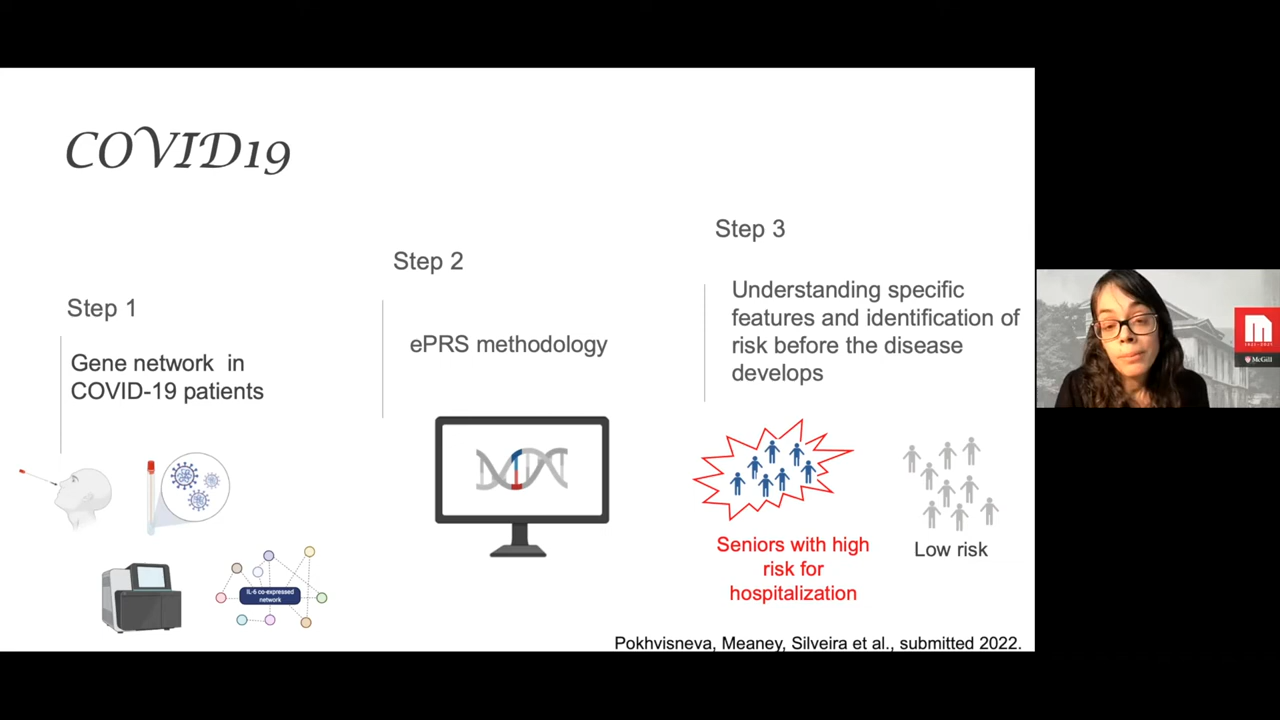 COVID19
Step 1
Gene network in
COVID-19 patients
IL-6 co-expressed
network
Step 2
ePRS methodology
Step 3
Understanding specific
features and identification of
risk before the disease
develops
Seniors with high
risk for
hospitalization
Low risk
Pokhvisneva, Meaney, Silveira et al., submitted 2022.
McGill